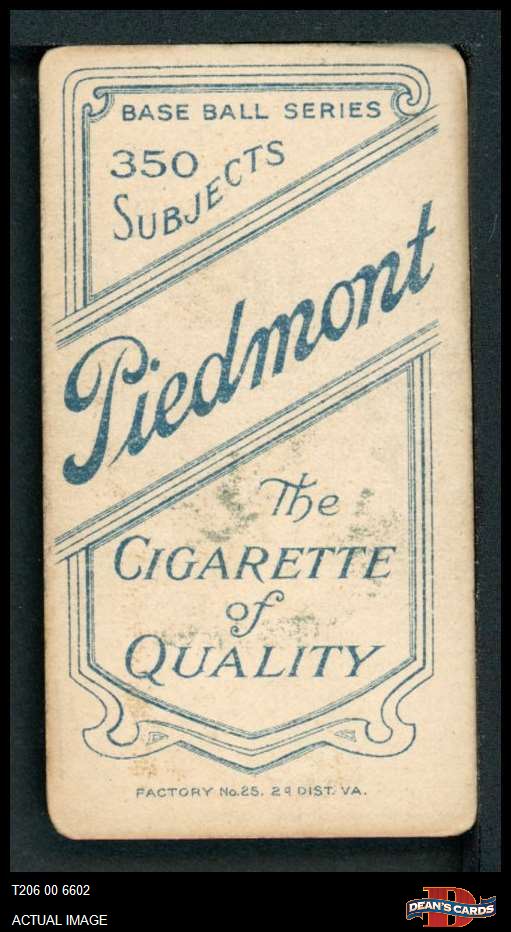 BASE BALL SERIES
350
SUBJECTS
Piedmont
The
CIGARETTE
of
QUALITY
FACTORY No.25. 2d DIST. VA.
T206 00 6602
ACTUAL IMAGE
D
DEAN'S CARDS